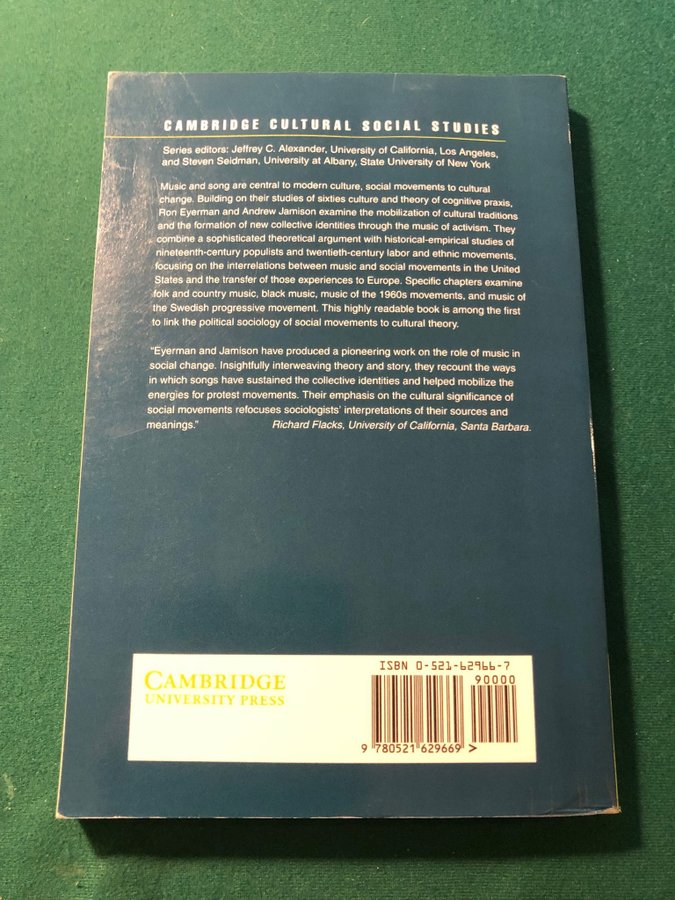 CAMBRIDGE CULTURAL SOCIAL STUDIES
Series editors: Jeffrey C. Alexander, University of California, Los Angeles,
and Steven Seidman, University at Albany, State University of New York
Music and song are central to modern culture, social movements to cultural
change. Building on their studies of sixties culture and theory of cognitive praxis,
Ron Eyerman and Andrew Jamison examine the mobilization of cultural traditions
and the formation of new collective identities through the music of activism. They
combine a sophisticated theoretical argument with historical-empirical studies of
nineteenth-century populists and twentieth-century labor and ethnic movements,
focusing on the interrelations between music and social movements in the United
States and the transfer of those experiences to Europe. Specific chapters examine
folk and country music, black music, music of the 1960s movements, and music of
the Swedish progressive movement. This highly readable book is among the first
to link the political sociology of social movements to cultural theory.
"Eyerman and Jamison have produced a pioneering work on the role of music in
social change. Insightfully interweaving theory and story, they recount the ways
in which songs have sustained the collective identities and helped mobilize the
energies for protest movements. Their emphasis on the cultural significance of
social movements refocuses sociologists' interpretations of their sources and
meanings." Richard Flacks, University of California, Santa Barbara.
CAMBRIDGE
UNIVERSITY PRESS
ISBN 0-521-62966-7
90000
9 780521 629669 >